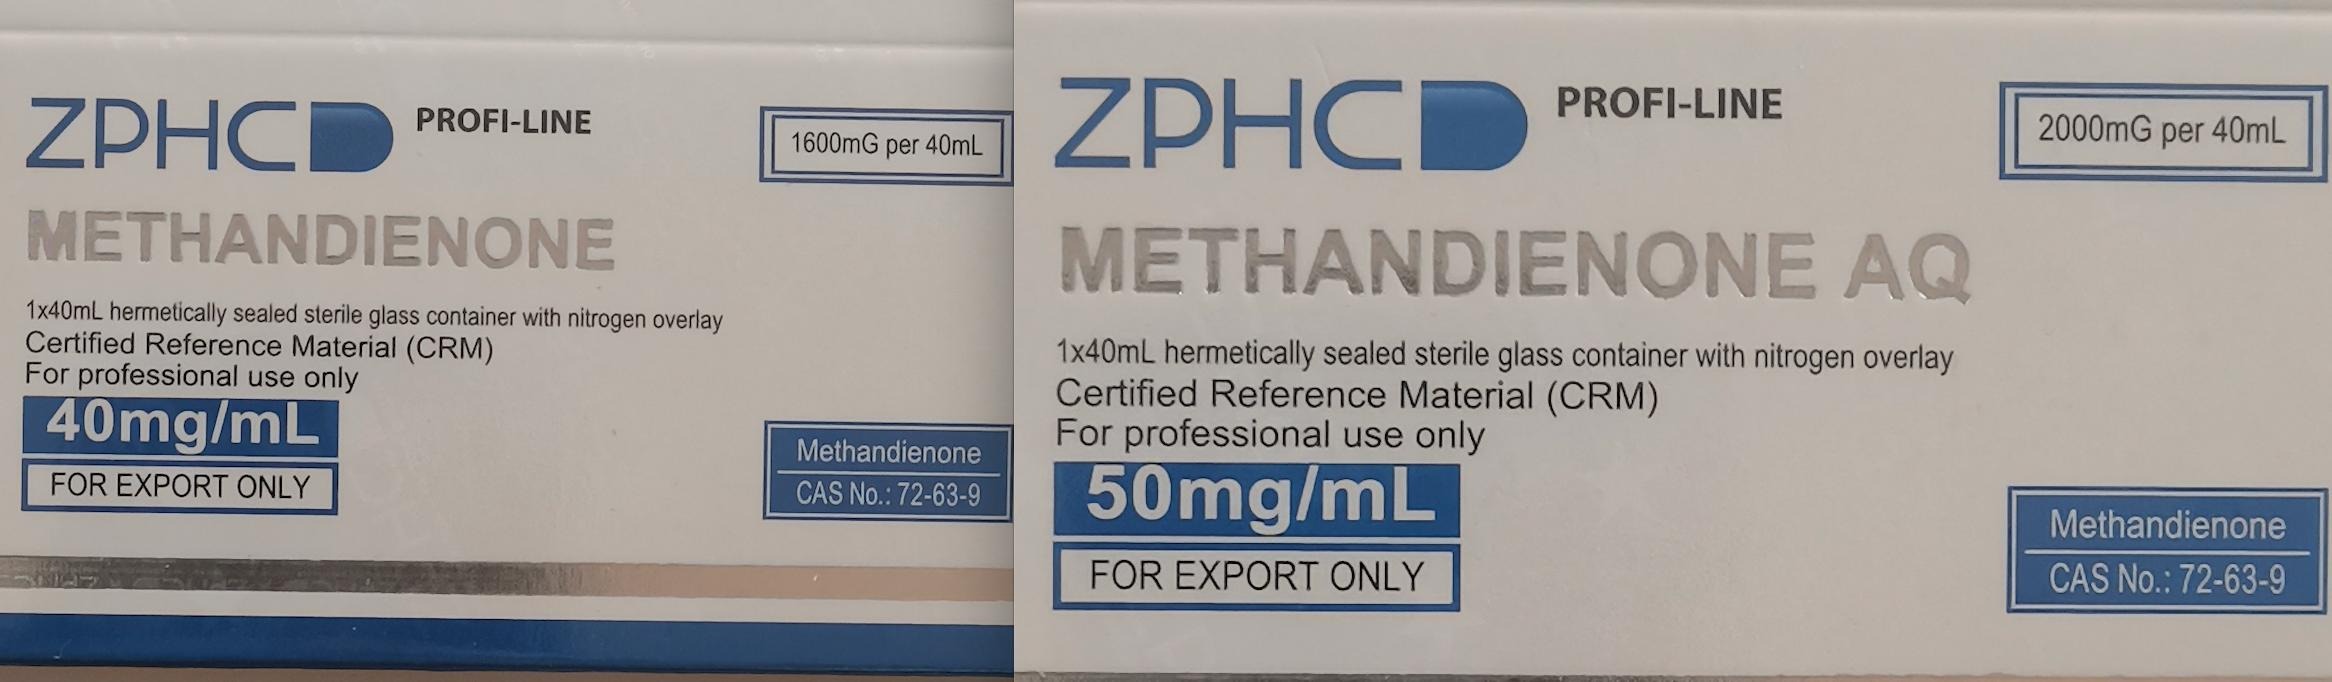 ZPHC PROFI-LINE
1600mG per 40mL
METHANDIENONE
1x40mL hermetically sealed sterile glass container with nitrogen overlay
Certified Reference Material (CRM)
For professional use only
40mg/mL
FOR EXPORT ONLY
Methandienone
CAS No.: 72-63-9
ZPHC PROFI-LINE
2000mG per 40mL
METHANDIENONE AQ
1x40mL hermetically sealed sterile glass container with nitrogen overlay
Certified Reference Material (CRM)
For professional use only
50mg/mL
FOR EXPORT ONLY
Methandienone
CAS No.: 72-63-9